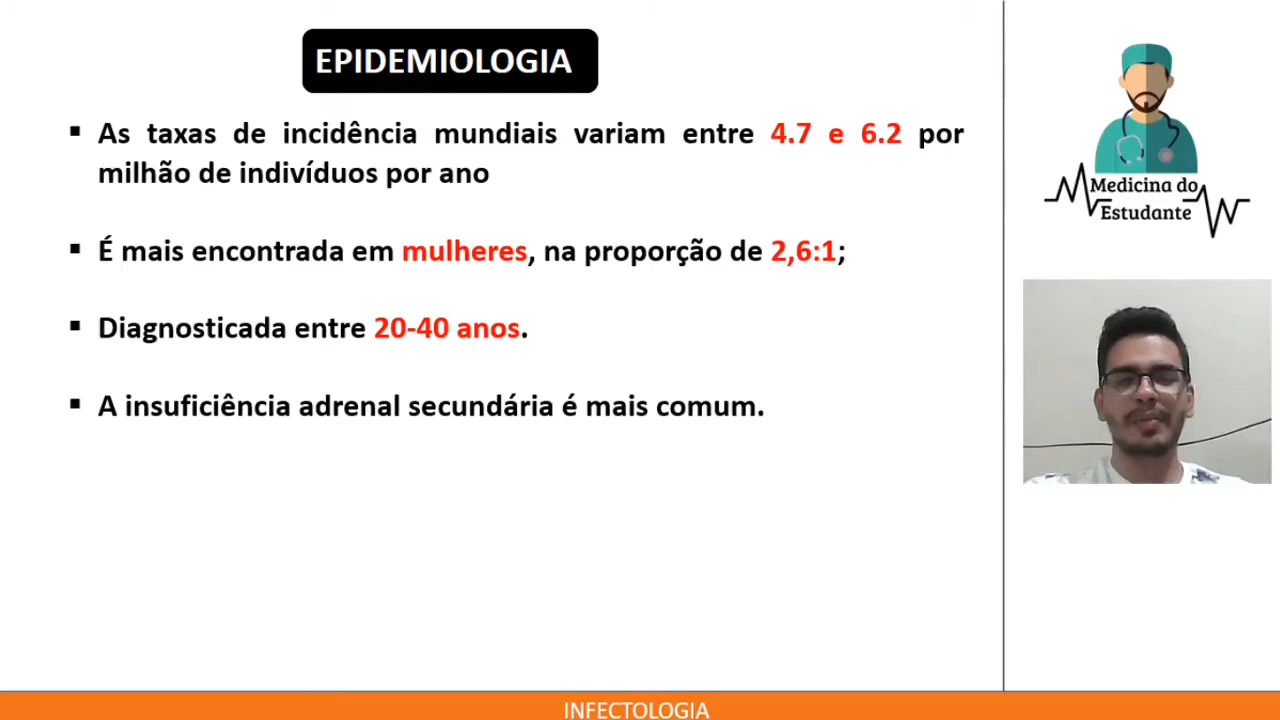 EPIDEMIOLOGIA
As taxas de incidência mundiais variam entre 4.7 e 6.2 por
milhão de indivíduos por ano
É mais encontrada em mulheres, na proporção de 2,6:1;
Diagnosticada entre 20-40 anos.
A insuficiência adrenal secundária é mais comum.
Medicina do
Estudante
INFECTOLOGIA